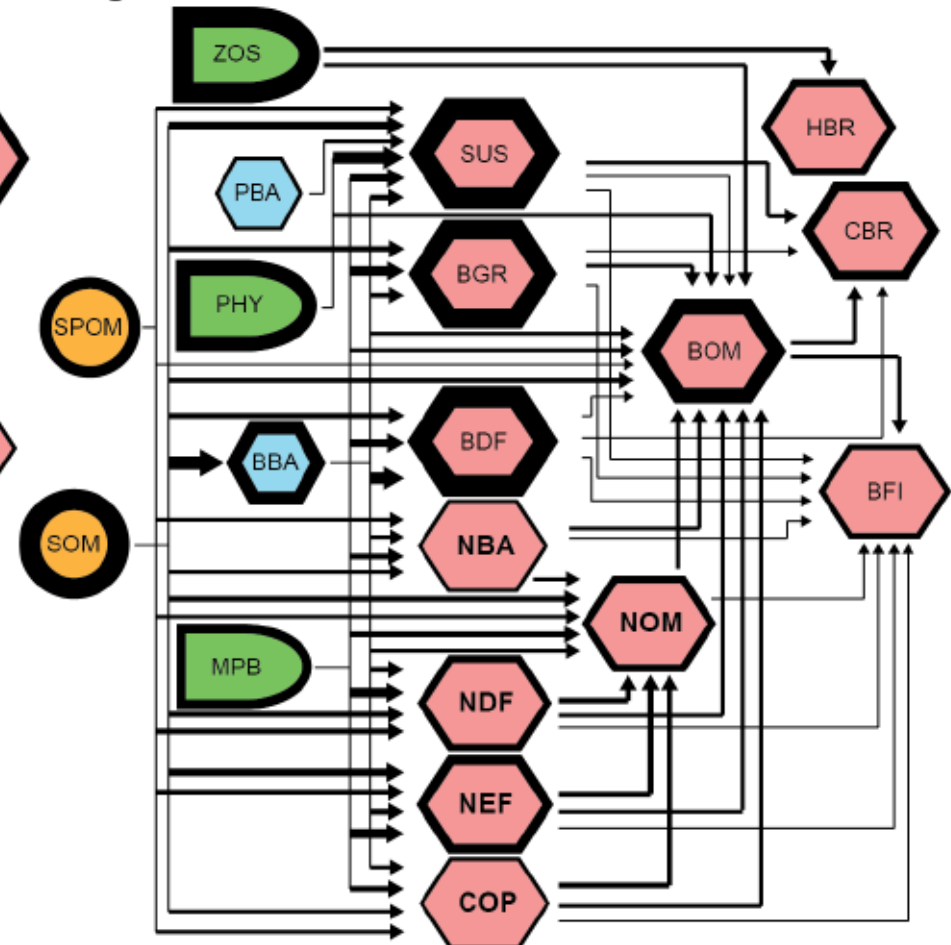 ZOS
HBR
SUS
PBA
CBR
BGR
PHY
SPOM
BOM
BDF
BBA
BFI
SOM
NBA
NOM
MPB
NDF
NEF
COP